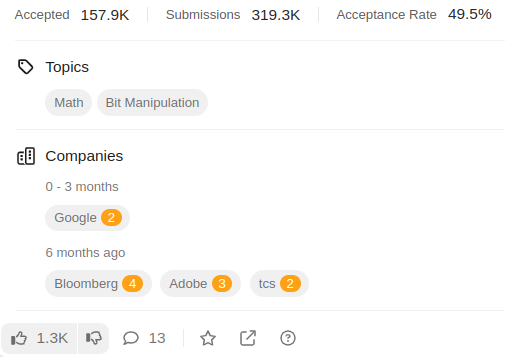 Accepted 157.9K Submissions 319.3K Acceptance Rate 49.5%
Topics
Math Bit Manipulation
Companies
0 - 3 months
Google 2
6 months ago
Bloomberg 4 Adobe 3 tcs 2
1.3K 13